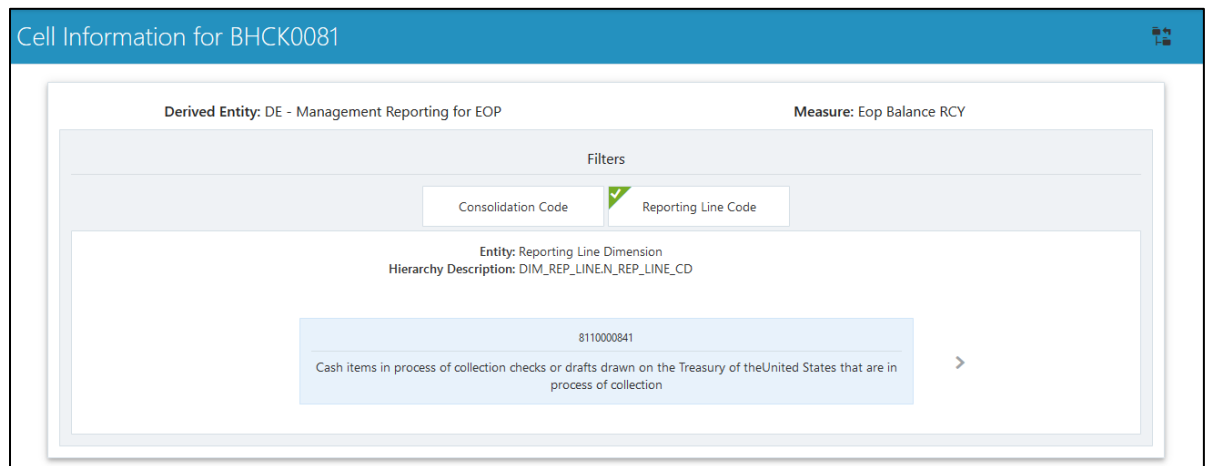 Cell Information for BHCK0081
Derived Entity: DE - Management Reporting for EOP
Measure: Eop Balance RCY
Filters
Consolidation Code
Reporting Line Code
Entity: Reporting Line Dimension
Hierarchy Description: DIM_REP_LINE.N_REP_LINE_CD
8110000841
Cash items in process of collection checks or drafts drawn on the Treasury of theUnited States that are in
process of collection